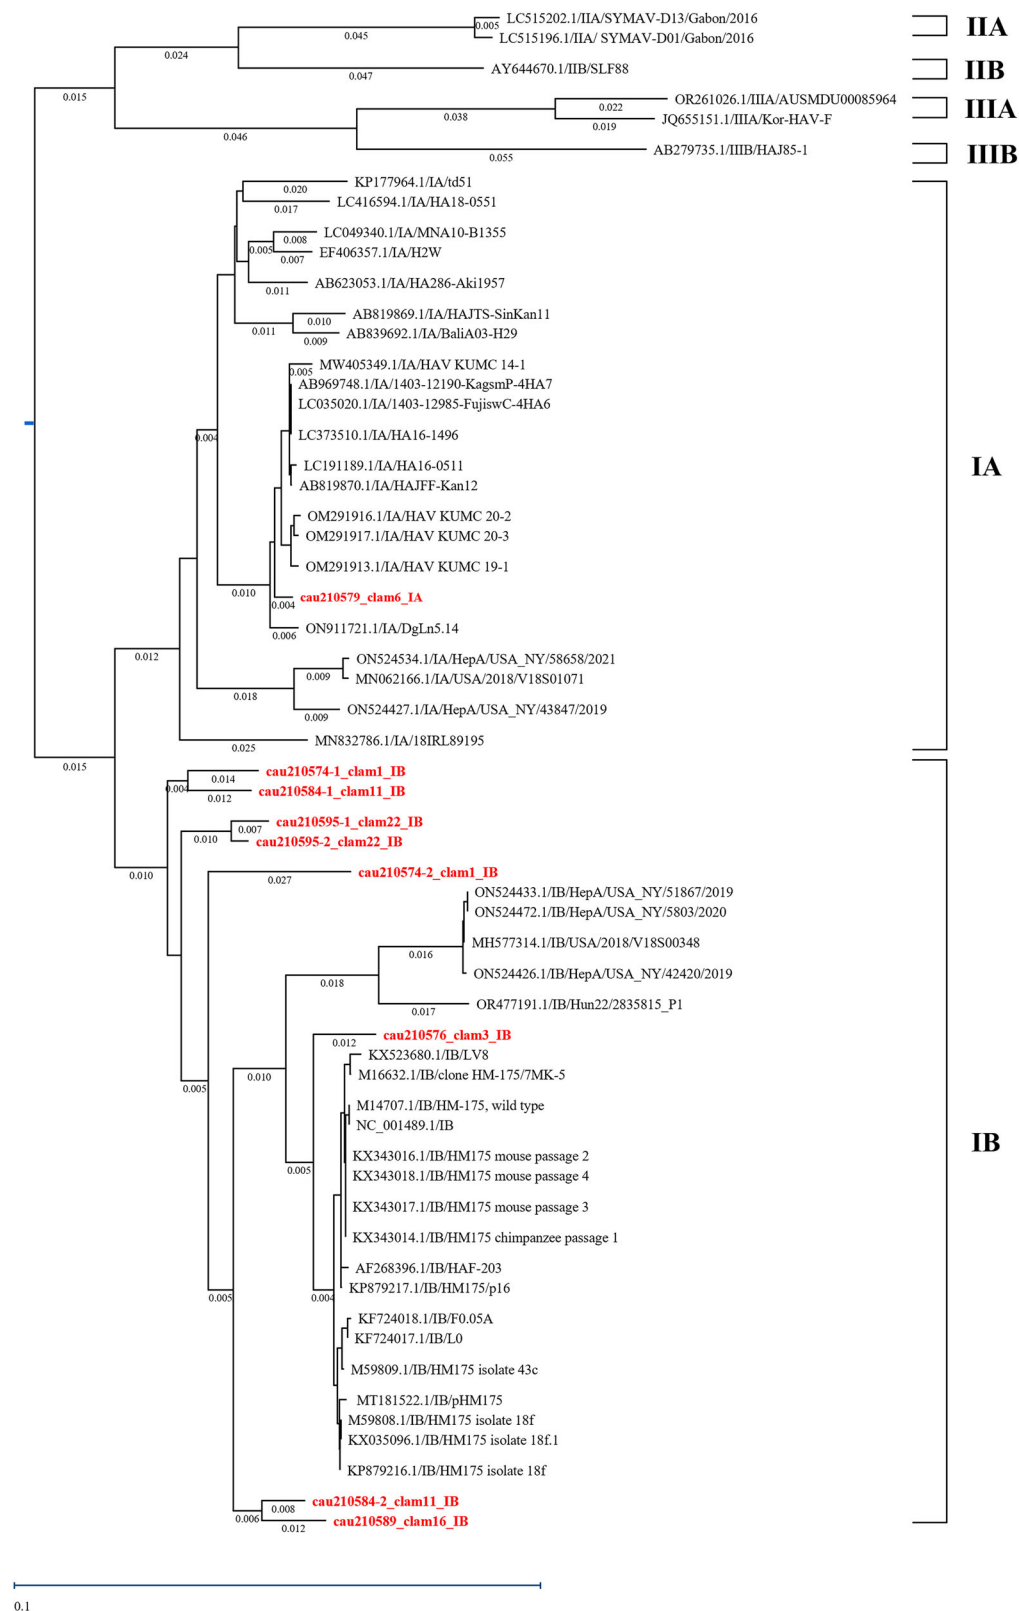 LC515202.1/IIA/SYMAV-D13/Gabon/2016
0.005
0.045
LC515196.1/IIA/ SYMAV-D01/Gabon/2016
IIA
0.024
AY644670.1/IIB/SLF88
0.047
IIB
0.015
OR261026.1/IIIA/AUSMDU00085964
0.022
0.038
JQ655151.1/IIIA/Kor-HAV-F
0.019
IIIA
0.046
AB279735.1/IIIB/HAJ85-1
0.055
IIIB
KP177964.1/IA/td51
0.020
LC416594.1/IA/HA18-0551
0.017
LC049340.1/IA/MNA10-B1355
0.008
0.005
EF406357.1/IA/H2W
0.007
AB623053.1/IA/HA286-Aki1957
0.011
AB819869.1/IA/HAJTS-SinKan11
0.010
0.011
AB839692.1/IA/BaliA03-H29
0.009
MW405349.1/IA/HAV KUMC 14-1
0.005
AB969748.1/IA/1403-12190-KagsmP-4HA7
LC035020.1/IA/1403-12985-FujiswC-4HA6
LC373510.1/IA/HA16-1496
0.004
LC191189.1/IA/HA16-0511
IA
AB819870.1/IA/HAJFF-Kan12
OM291916.1/IA/HAV KUMC 20-2
OM291917.1/IA/HAV KUMC 20-3
OM291913.1/IA/HAV KUMC 19-1
0.010
cau210579_clam6_IA
0.004
ON911721.1/IA/DgLn5.14
0.006
0.012
ON524534.1/IA/HepA/USA_NY/58658/2021
0.009
MN062166.1/IA/USA/2018/V18S01071
0.018
ON524427.1/IA/HepA/USA_NY/43847/2019
0.009
MN832786.1/IA/18IRL89195
0.025
0.015
cau210574-1_clam1_IB
0.014
0.004
cau210584-1_clam11_IB
0.012
cau210595-1_clam22_IB
0.007
0.010
cau210595-2_clam22_IB
0.010
cau210574-2_clam1_IB
0.027
ON524433.1/IB/HepA/USA_NY/51867/2019
ON524472.1/IB/HepA/USA_NY/5803/2020
MH577314.1/IB/USA/2018/V18S00348
0.016
ON524426.1/IB/HepA/USA_NY/42420/2019
0.018
OR477191.1/IB/Hun22/2835815_P1
0.017
cau210576_clam3_IB
0.012
KX523680.1/IB/LV8
0.010
M16632.1/IB/clone HM-175/7MK-5
0.005
M14707.1/IB/HM-175, wild type
NC_001489.1/IB
IB
KX343016.1/IB/HM175 mouse passage 2
0.005
KX343018.1/IB/HM175 mouse passage 4
KX343017.1/IB/HM175 mouse passage 3
KX343014.1/IB/HM175 chimpanzee passage 1
AF268396.1/IB/HAF-203
KP879217.1/IB/HM175/p16
0.005
0.004
KF724018.1/IB/F0.05A
KF724017.1/IB/L0
M59809.1/IB/HM175 isolate 43c
MT181522.1/IB/pHM175
M59808.1/IB/HM175 isolate 18f
KX035096.1/IB/HM175 isolate 18f.1
KP879216.1/IB/HM175 isolate 18f
cau210584-2_clam11_IB
0.008
0.006
cau210589_clam16_IB
0.012
0.1